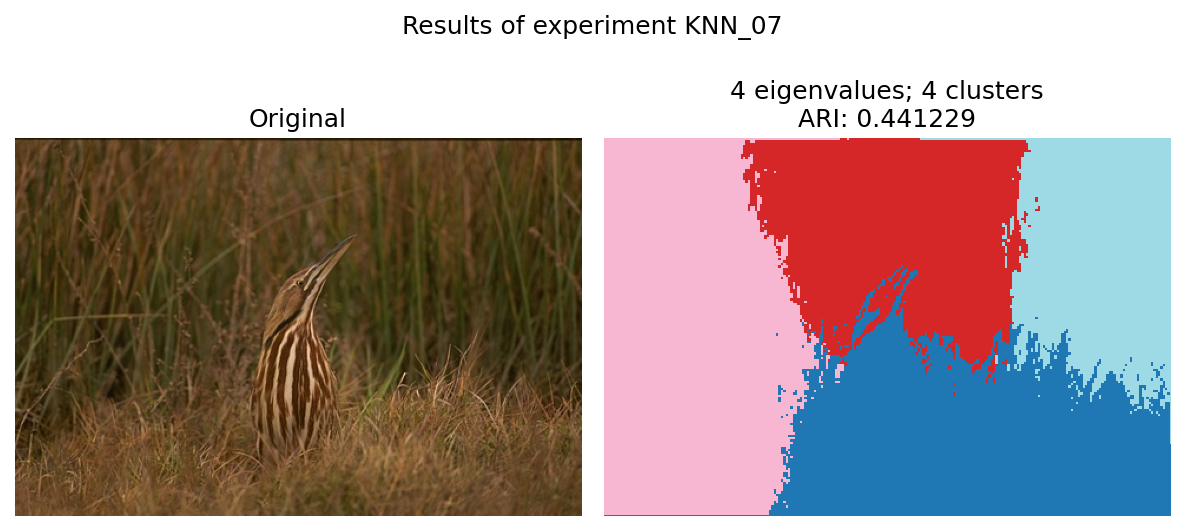 Results of experiment KNN_07
Original
4 eigenvalues; 4 clusters
ARI: 0.441229